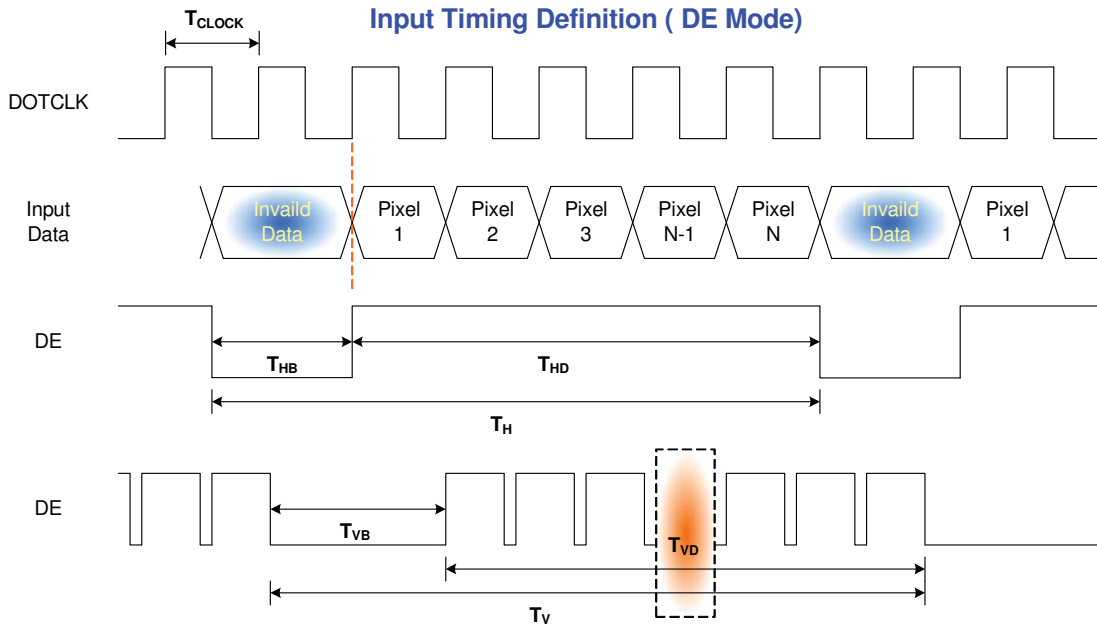 Input Timing Definition ( DE Mode)
TCLOCK
DOTCLK
Input
Data
Invaild
Data
Pixel
1
Pixel
2
Pixel
3
Pixel
N-1
Pixel
N
Invaild
Data
Pixel
1
DE
THB
THD
TH
DE
TVB
TVD
TV